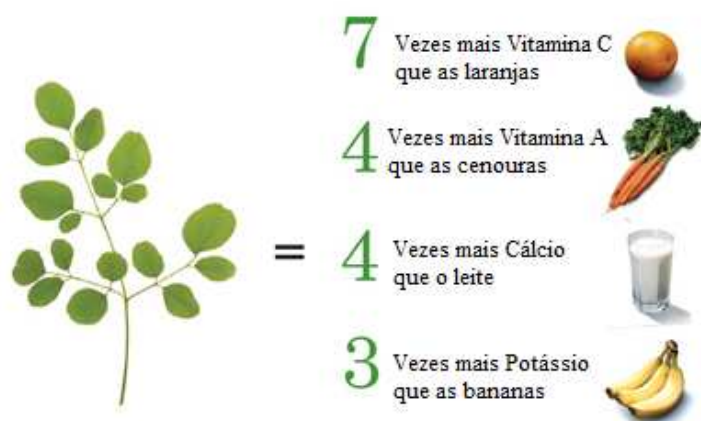 7 Vezes mais Vitamina C
que as laranjas
4 Vezes mais Vitamina A
que as cenouras
=
4 Vezes mais Cálcio
que o leite
3 Vezes mais Potássio
que as bananas